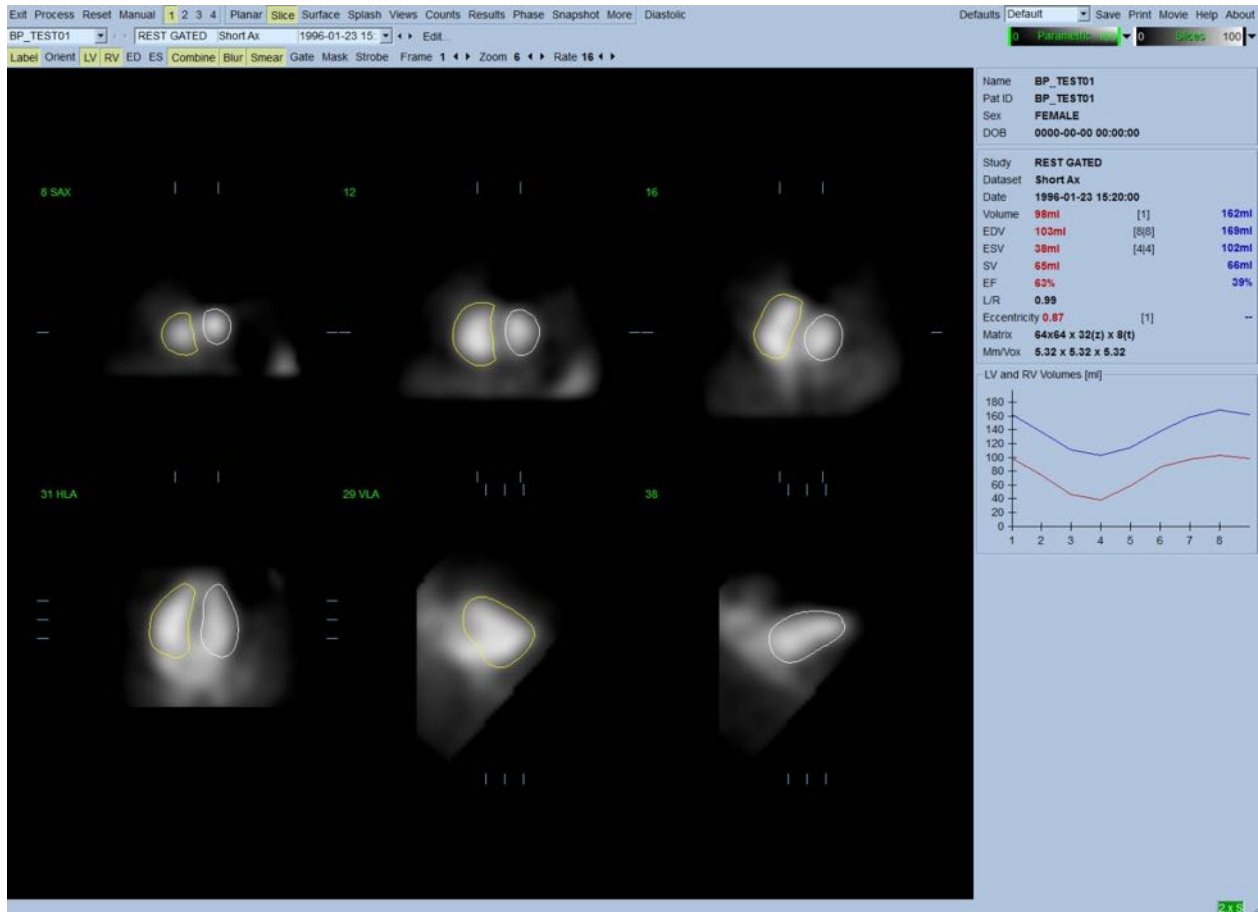 Exit Process Reset Manual 1 2 3 4 Planar Slice Surface Splash Views Counts Results Phase Snapshot More Diastolic Defaults Default Save Print Movie Help About
BP_TEST01 REST GATED Short Ax 1996-01-23 15: Edit... 0 Parametric 100 0 Slices 100
Label Orient LV RV ED ES Combine Blur Smear Gate Mask Strobe Frame 1 Zoom 6 Rate 16
8 SAX 12 16
31 HLA 29 VLA 38
Name BP_TEST01
Pat ID BP_TEST01
Sex FEMALE
DOB 0000-00-00 00:00:00
Study REST GATED
Dataset Short Ax
Date 1996-01-23 15:20:00
Volume 98ml [1] 162ml
EDV 103ml [8|8] 169ml
ESV 38ml [4|4] 102ml
SV 65ml 66ml
EF 63% 39%
L/R 0.99
Eccentricity 0.87 [1] --
Matrix 64x64 x 32(z) x 8(t)
Mm/Vox 5.32 x 5.32 x 5.32
LV and RV Volumes [ml]
180
160
140
120
100
80
60
40
20
0
1 2 3 4 5 6 7 8
2 x S